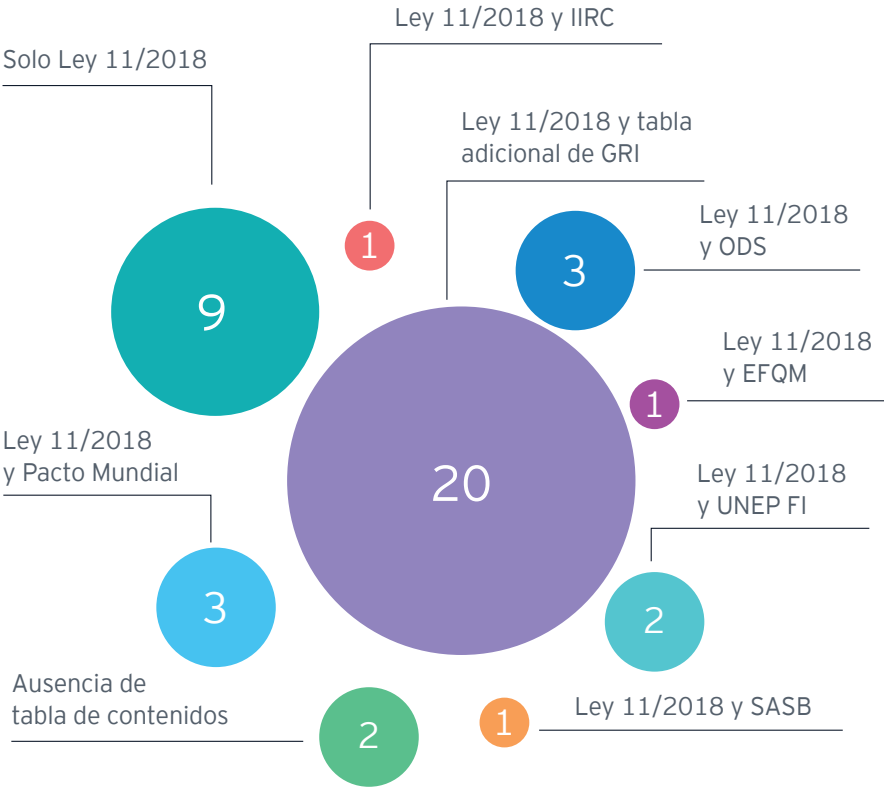 Ley 11/2018 y IIRC
Solo Ley 11/2018
Ley 11/2018 y tabla
adicional de GRI
Ley 11/2018
y ODS
1
3
9
Ley 11/2018
y EFQM
1
Ley 11/2018
y Pacto Mundial
20
Ley 11/2018
y UNEP FI
3
2
Ausencia de
tabla de contenidos
2
1
Ley 11/2018 y SASB